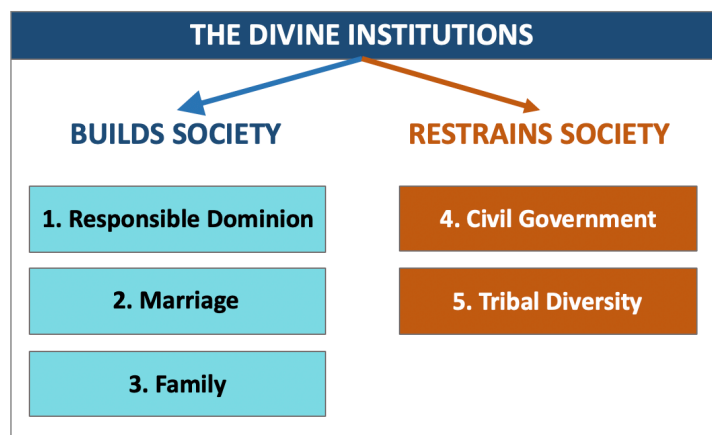 THE DIVINE INSTITUTIONS
BUILDS SOCIETY
1. Responsible Dominion
2. Marriage
3. Family
RESTRAINS SOCIETY
4. Civil Government
5. Tribal Diversity